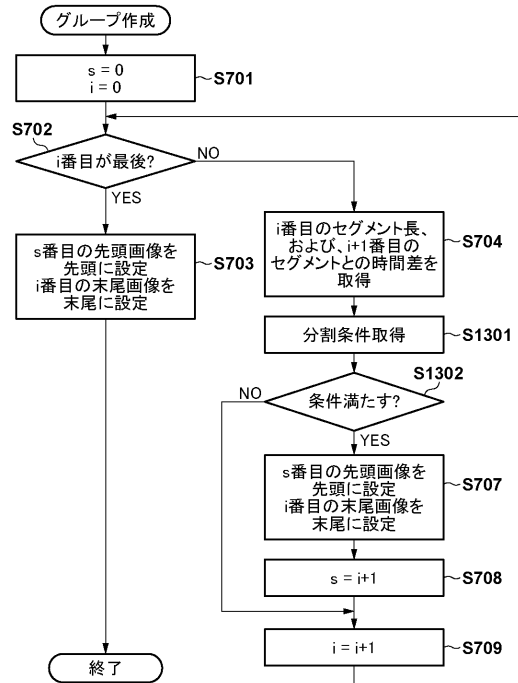 グループ作成
s = 0
i = 0
S701
S702
i番目が最後?
NO
YES
s番目の先頭画像を
先頭に設定
i番目の末尾画像を
末尾に設定
S703
i番目のセグメント長、
および、i+1番目の
セグメントとの時間差を
取得
S704
分割条件取得
S1301
S1302
条件満たす?
NO
YES
s番目の先頭画像を
先頭に設定
i番目の末尾画像を
末尾に設定
S707
s = i+1
S708
i = i+1
S709
終了